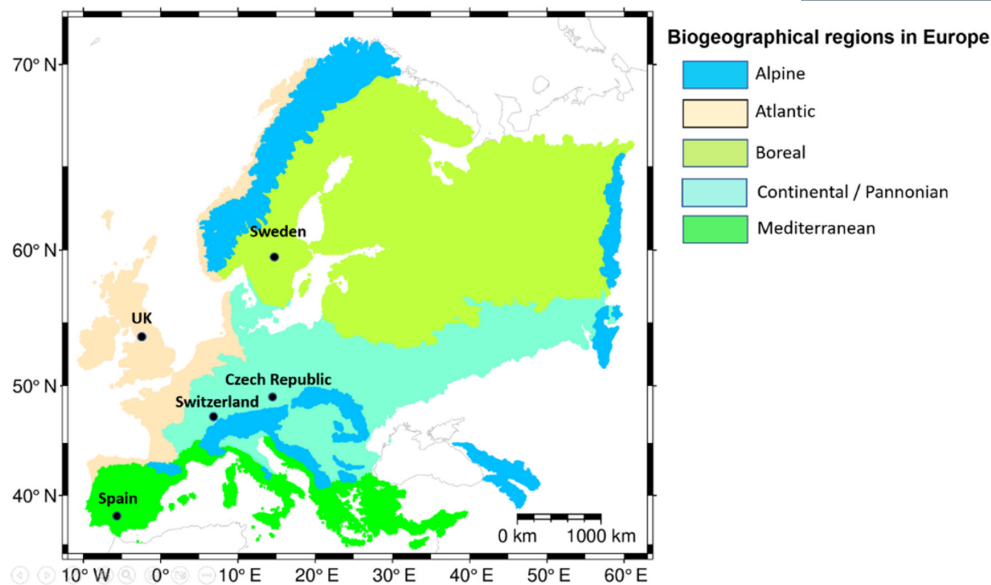 Biogeographical regions in Europe
Alpine
Atlantic
Boreal
Continental / Pannonian
Mediterranean
70° N
60° N
50° N
40° N
Sweden
UK
Czech Republic
Switzerland
Spain
0 km 1000 km
10° W 0° 10° E 20° E 30° E 40° E 50° E 60° E